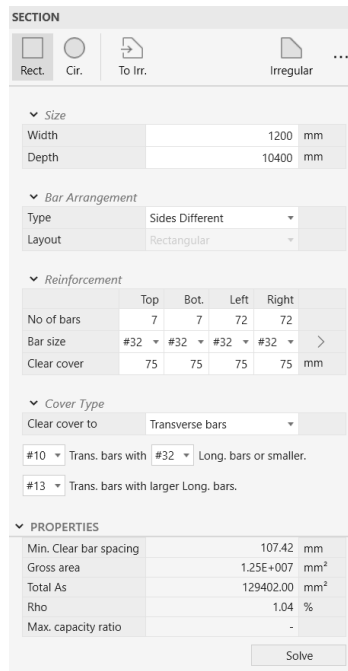 SECTION
Rect. Cir. To Irr. Irregular ...
Size
Width 1200 mm
Depth 10400 mm
Bar Arrangement
Type Sides Different
Layout Rectangular
Reinforcement
Top Bot. Left Right
No of bars 7 7 72 72
Bar size #32 #32 #32 #32
Clear cover 75 75 75 75 mm
Cover Type
Clear cover to Transverse bars
#10 Trans. bars with #32 Long. bars or smaller.
#13 Trans. bars with larger Long. bars.
PROPERTIES
Min. Clear bar spacing 107.42 mm
Gross area 1.25E+007 mm²
Total As 129402.00 mm²
Rho 1.04 %
Max. capacity ratio -
Solve